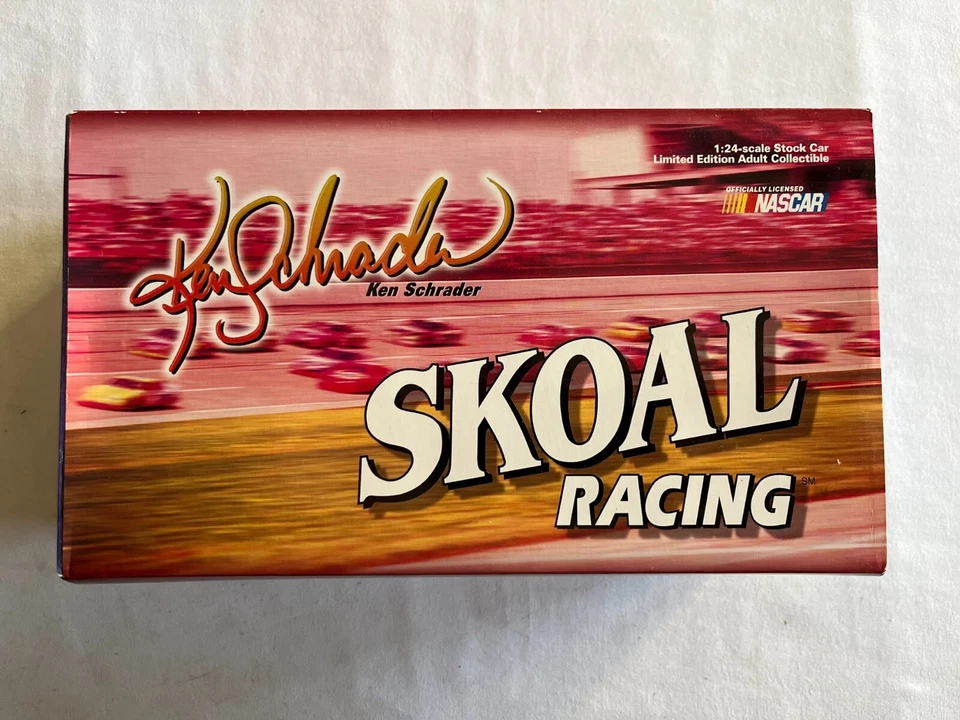 1:24-scale Stock Car
Limited Edition Adult Collectible
OFFICIALLY LICENSED
NASCAR
Ken Schrader
Ken Schrader
SKOAL
RACING SM